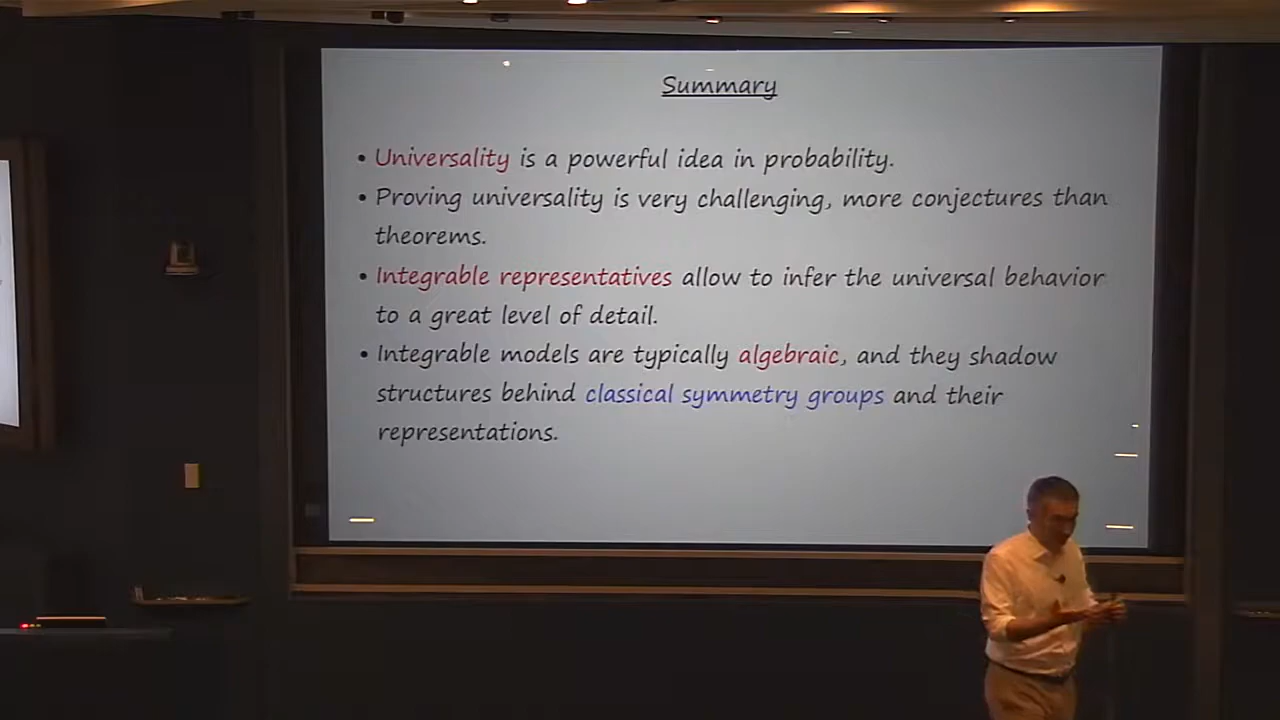 Summary
• Universality is a powerful idea in probability.
• Proving universality is very challenging, more conjectures than
theorems.
• Integrable representatives allow to infer the universal behavior
to a great level of detail.
• Integrable models are typically algebraic, and they shadow
structures behind classical symmetry groups and their
representations.